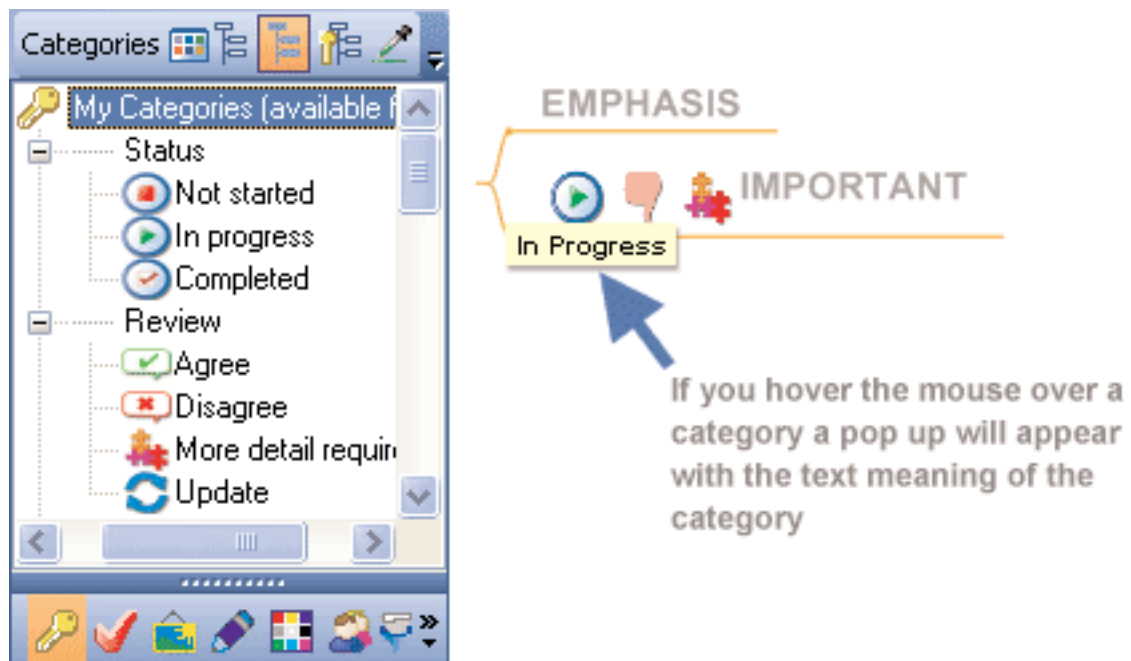 Categories
My Categories (available f
Status
Not started
In progress
Completed
Review
Agree
Disagree
More detail requir
Update
EMPHASIS
IMPORTANT
In Progress
If you hover the mouse over a
category a pop up will appear
with the text meaning of the
category